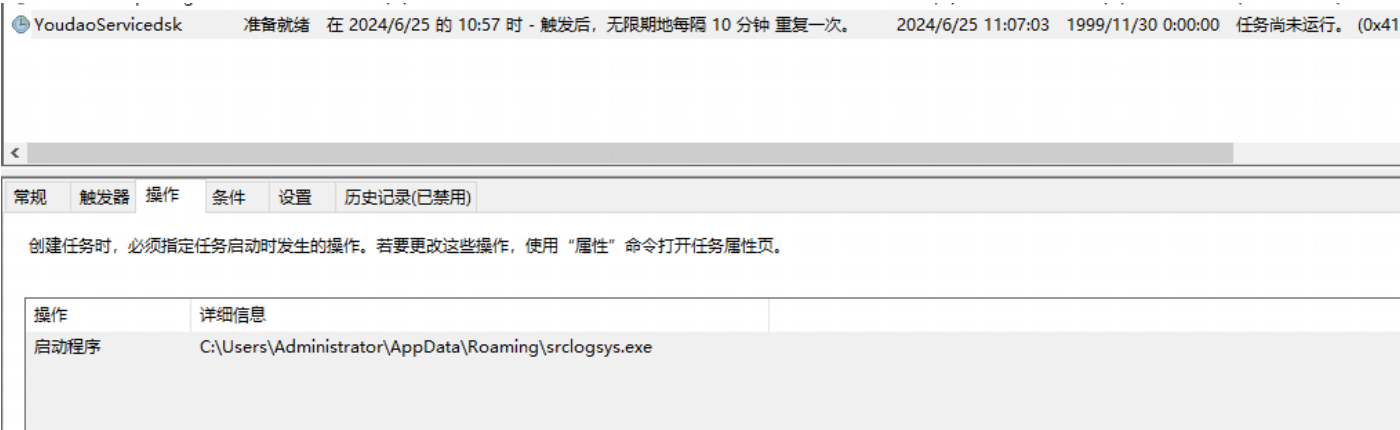 YoudaoServicedsk 准备就绪 在 2024/6/25 的 10:57 时 - 触发后，无限期地每隔 10 分钟 重复一次。 2024/6/25 11:07:03 1999/11/30 0:00:00 任务尚未运行。 (0x41
常规 触发器 操作 条件 设置 历史记录(已禁用)
创建任务时，必须指定任务启动时发生的操作。若要更改这些操作，使用“属性”命令打开任务属性页。
操作 详细信息
启动程序 C:\Users\Administrator\AppData\Roaming\srclogsys.exe